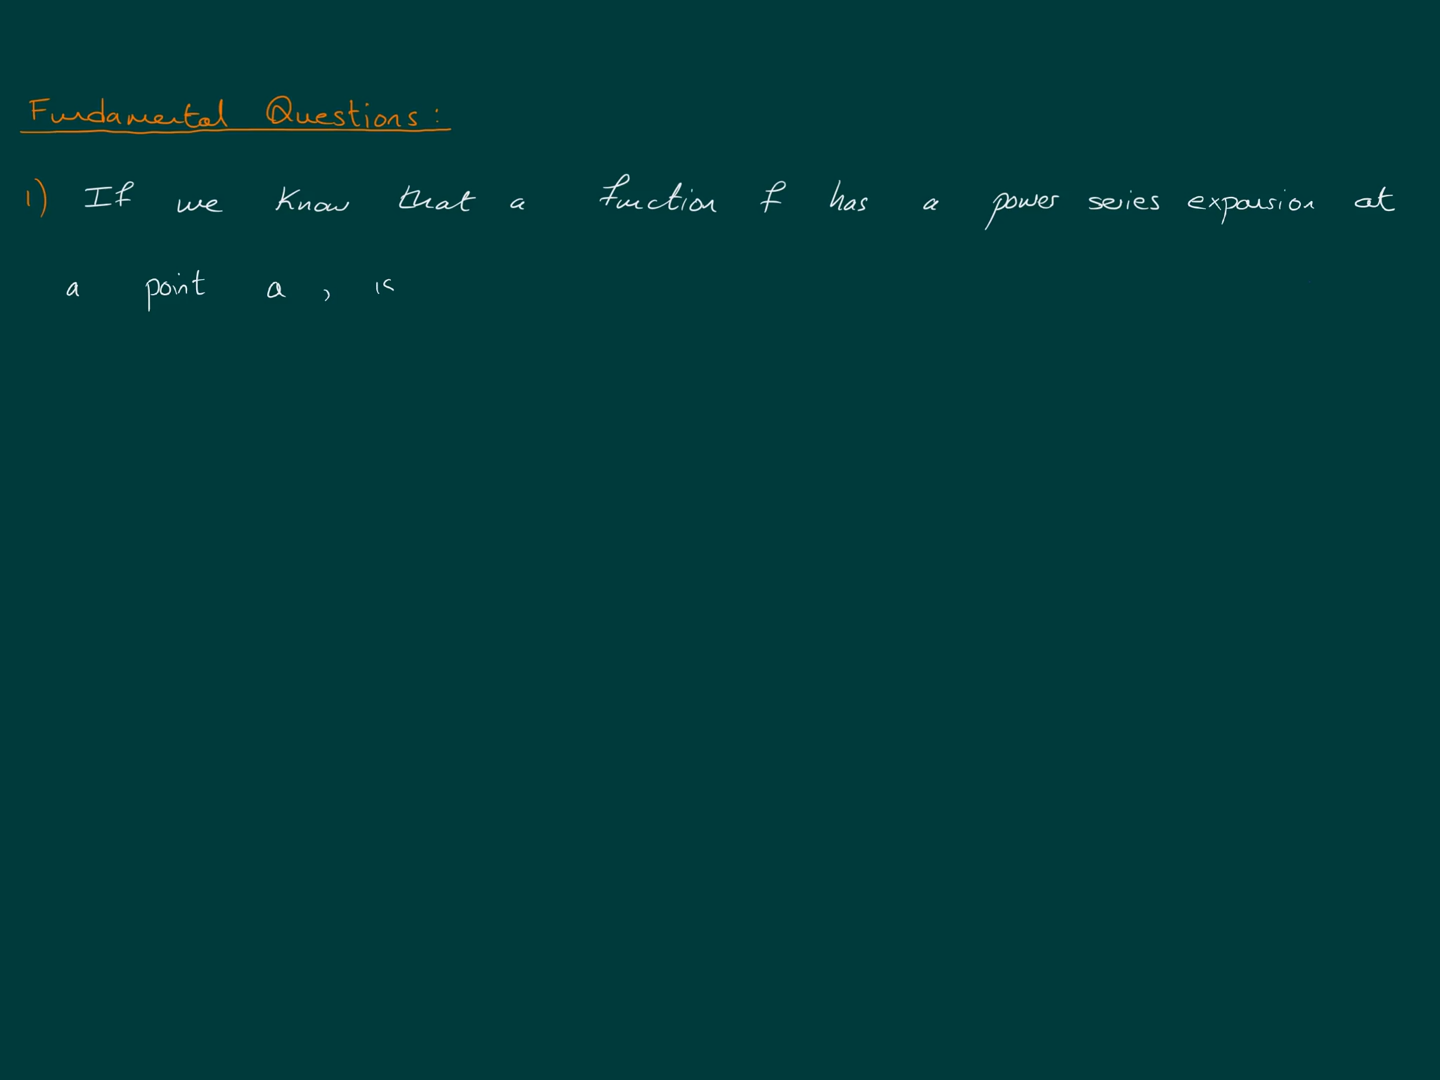 Fundamental Questions:
1) If we know that a function f has a power series expansion at
a point a, is